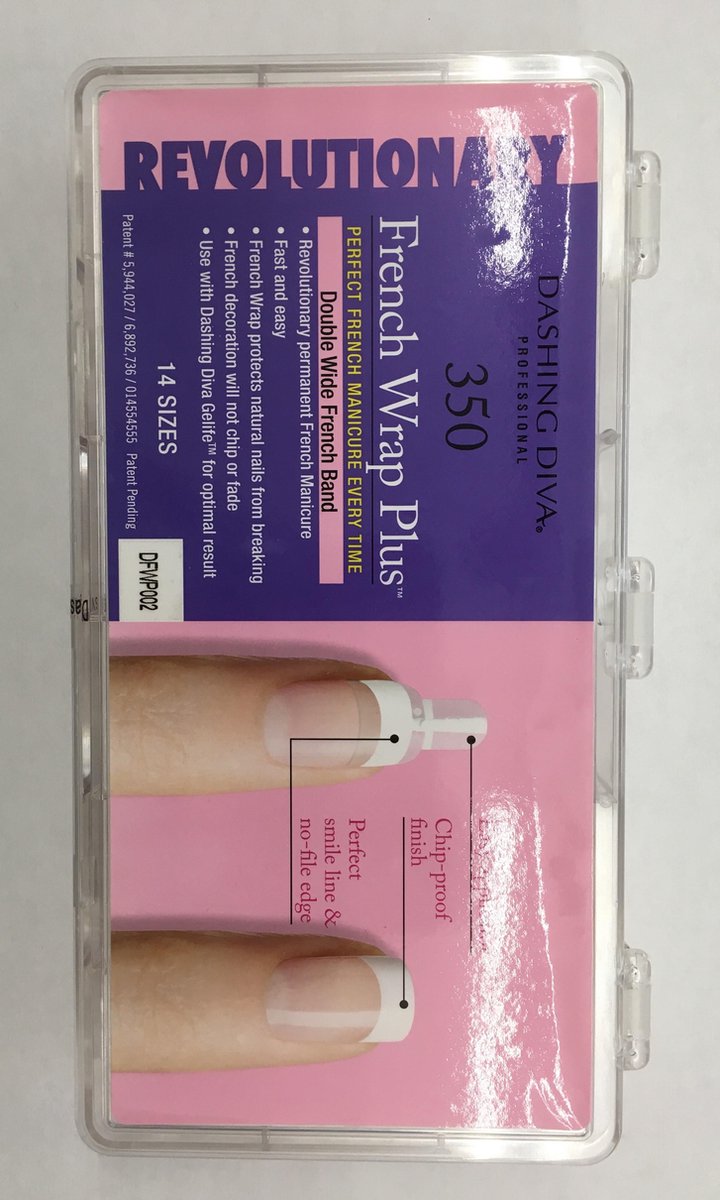 REVOLUTIONARY
DASHING DIVA®
PROFESSIONAL
350
French Wrap Plus™
PERFECT FRENCH MANICURE EVERY TIME
Double Wide French Band
• Revolutionary permanent French Manicure
• Fast and easy
• French Wrap protects natural nails from breaking
• French decoration will not chip or fade
• Use with Dashing Diva Gelife™ for optimal result
14 SIZES
Patent # 5,944,027 / 6,892,736 / 014554555 Patent Pending
DFWP002
Chip-proof
finish
Perfect
smile line &
no-file edge